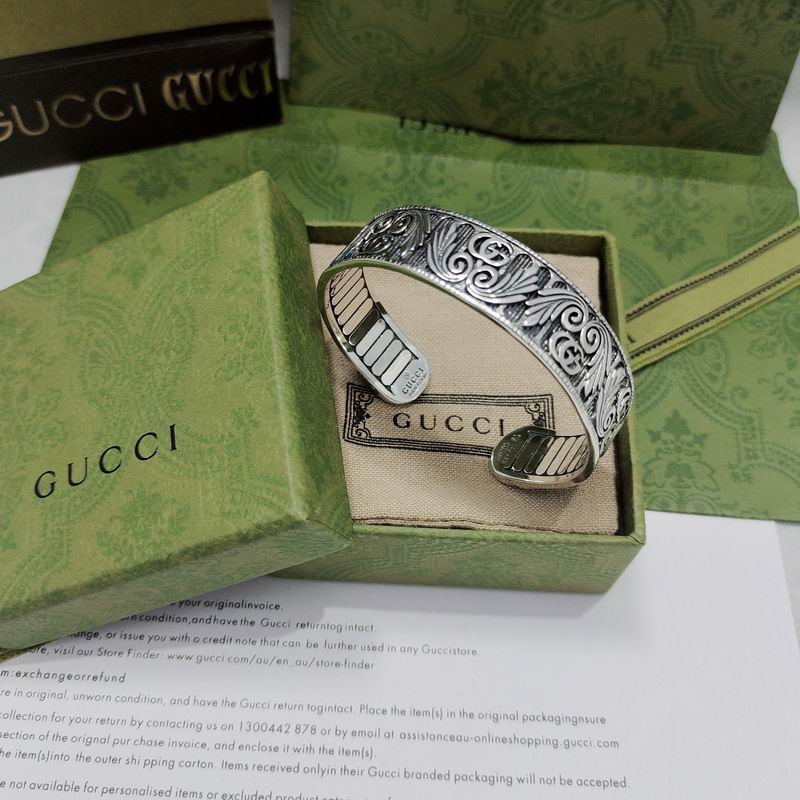 GUCCI GUCCI
GUCCI
GUCCI
GUCCI
your originalinvoice.
condition,and have the Gucci returntog intact.
or issue you with a credit note that can be further used in any Guccistore.
visit our Store Finder: www.gucci.com/au/en_au/store-finder
m:exchangeorrefund
re in original, unworn condition, and have the Gucci return togintact. Place the item(s) in the original packagingnsure
collection for your return by contacting us on 1300442 878 or by email at assistanceau-onlineshopping.gucci.com
section of the orignal pur chase invoice, and enclose it with the item(s).
the item(s)into the outer shi pping carton. Items received onlyin their Gucci branded packaging will not be accepted.
e not available for personalised items or excluded product